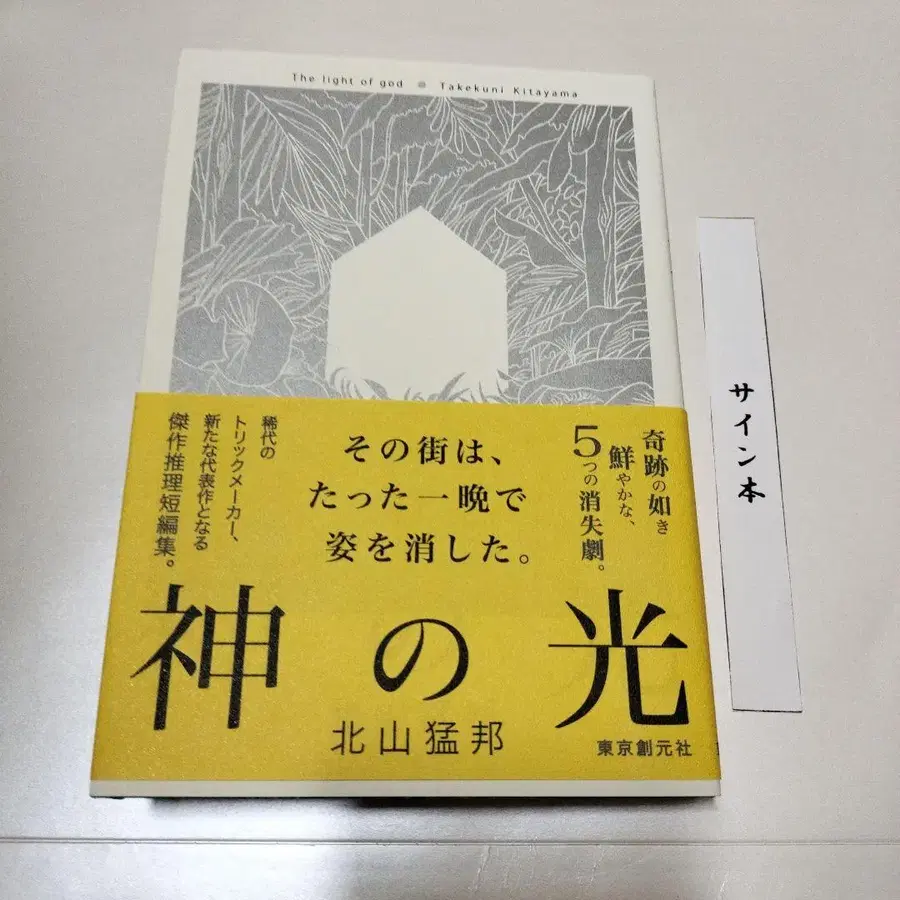 The light of god ● Takekuni Kitayama
奇跡の如き
鮮やかな、
5つの消失劇。
その街は、
たった一晩で
姿を消した。
稀代の
トリックメーカー、
新たな代表作となる
傑作推理短編集。
神の光
北山猛邦
東京創元社
サイン本